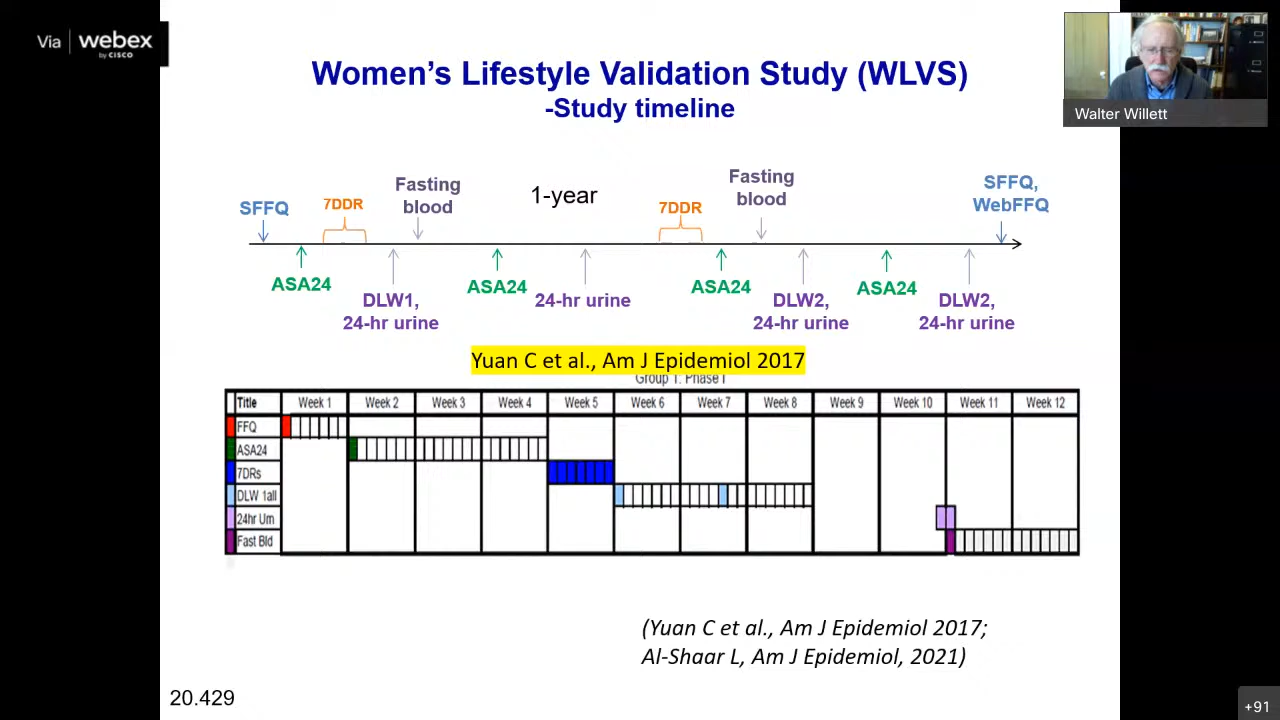 Via webex
by CISCO
Walter Willett
Women's Lifestyle Validation Study (WLVS)
-Study timeline
SFFQ
7DDR
Fasting
blood
1-year
7DDR
Fasting
blood
SFFQ,
WebFFQ
ASA24
DLW1,
24-hr urine
ASA24
24-hr urine
ASA24
DLW2,
24-hr urine
ASA24
DLW2,
24-hr urine
Yuan C et al., Am J Epidemiol 2017
Group 1: Phase I
Title Week 1 Week 2 Week 3 Week 4 Week 5 Week 6 Week 7 Week 8 Week 9 Week 10 Week 11 Week 12
FFQ
ASA24
7DRs
DLW 1all
24hr Urn
Fast Bld
(Yuan C et al., Am J Epidemiol 2017;
Al-Shaar L, Am J Epidemiol, 2021)
20.429
+91